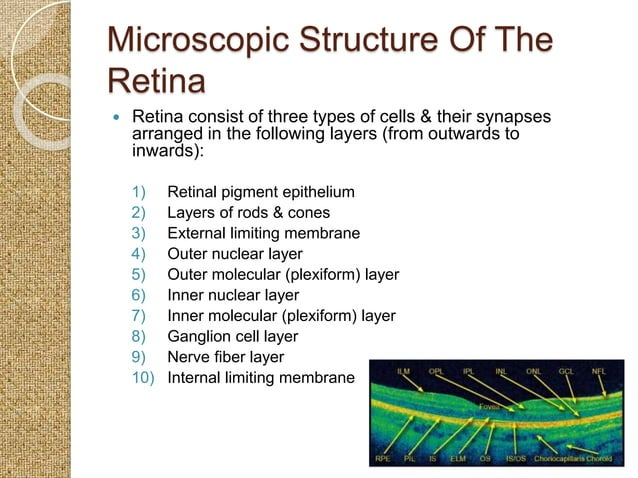 Microscopic Structure Of The
Retina
Retina consist of three types of cells & their synapses
arranged in the following layers (from outwards to
inwards):
1) Retinal pigment epithelium
2) Layers of rods & cones
3) External limiting membrane
4) Outer nuclear layer
5) Outer molecular (plexiform) layer
6) Inner nuclear layer
7) Inner molecular (plexiform) layer
8) Ganglion cell layer
9) Nerve fiber layer
10) Internal limiting membrane
ILM OPL IPL INL ONL GCL NFL
Fovea
RPE PIL IS ELM OS IS/OS Choriocapillaris Choroid